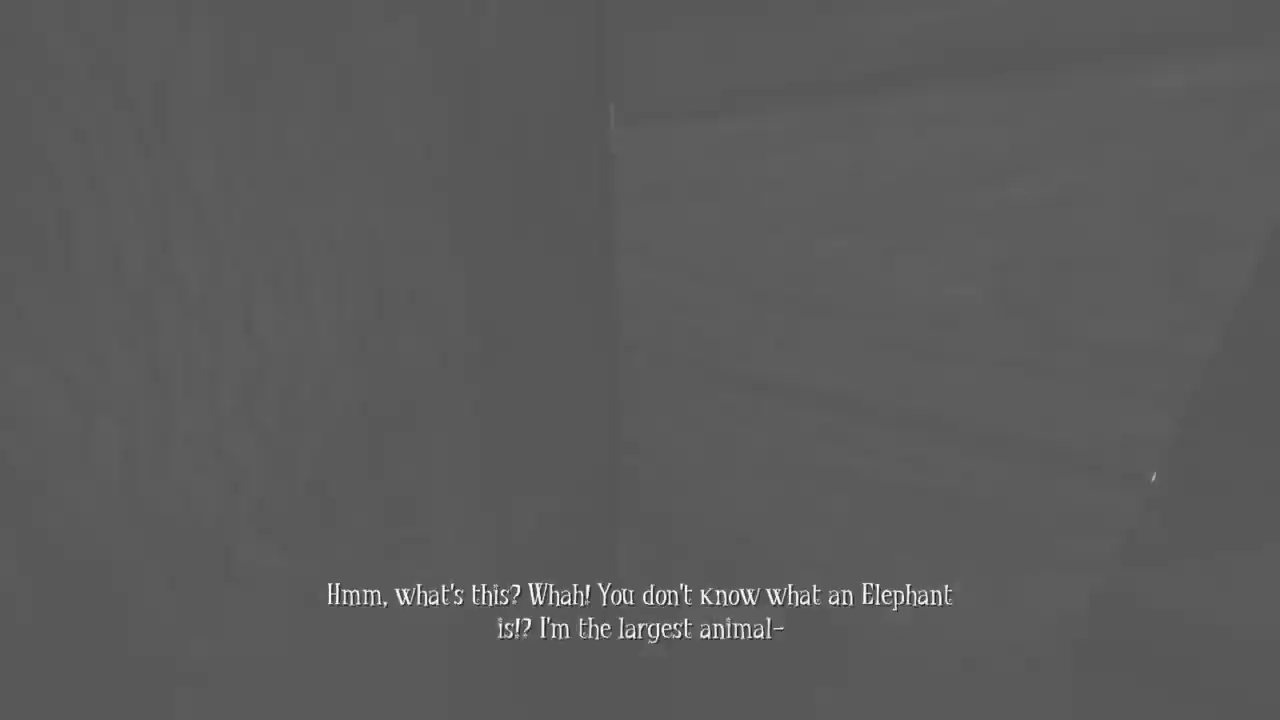 Hmm, what's this? Whah! You don't know what an Elephant
is!? I'm the largest animal-